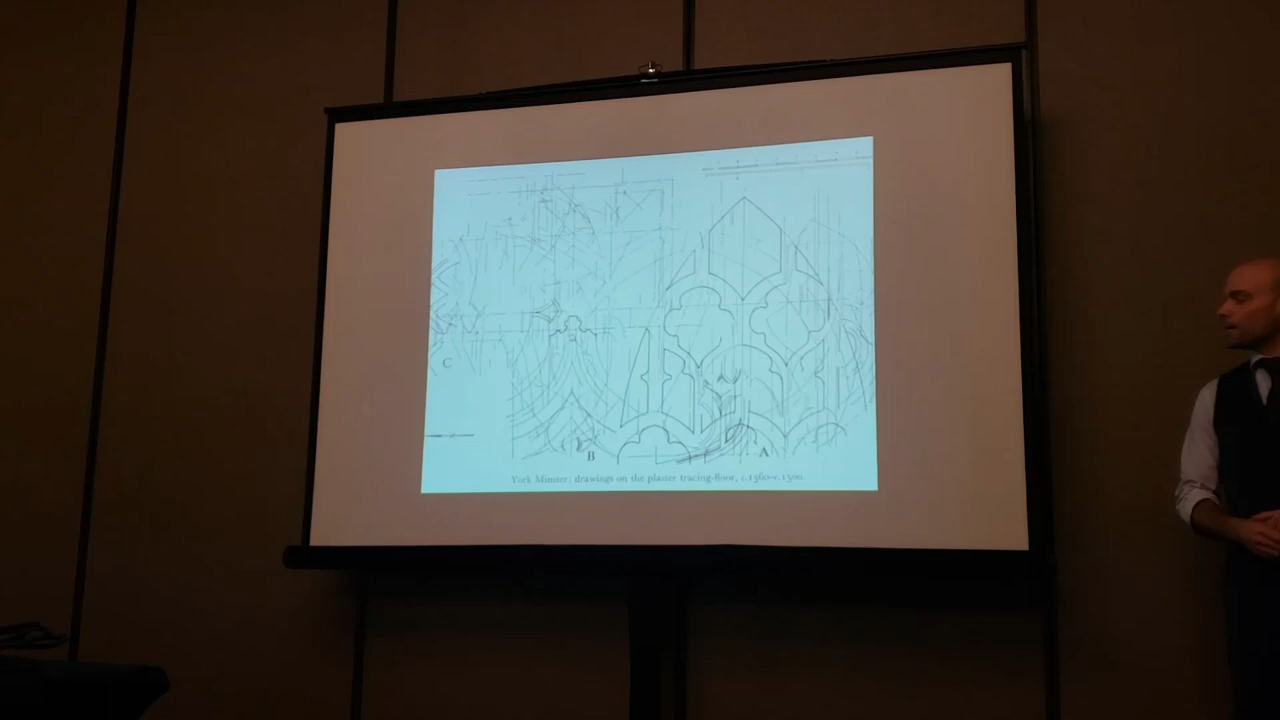 C
B
A
York Minster: drawings on the plaster tracing-floor, c.1360–c.1500.